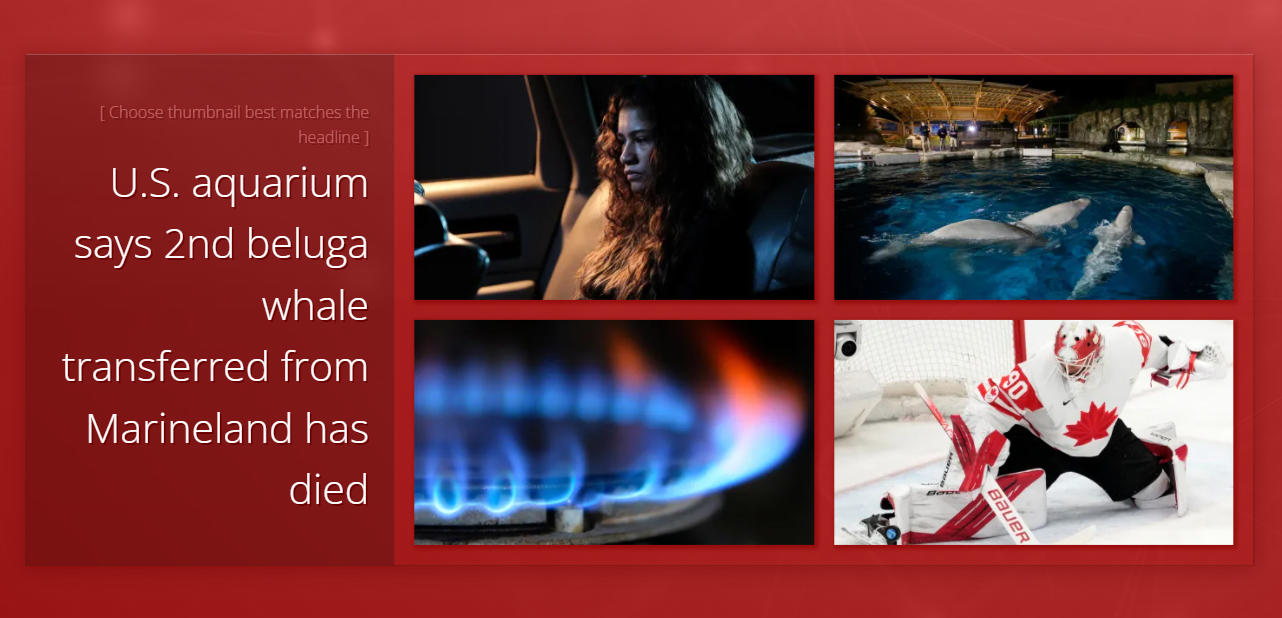 [ Choose thumbnail best matches the
headline ]
U.S. aquarium
says 2nd beluga
whale
transferred from
Marineland has
died
90
BAUER
BAUER
BAUER